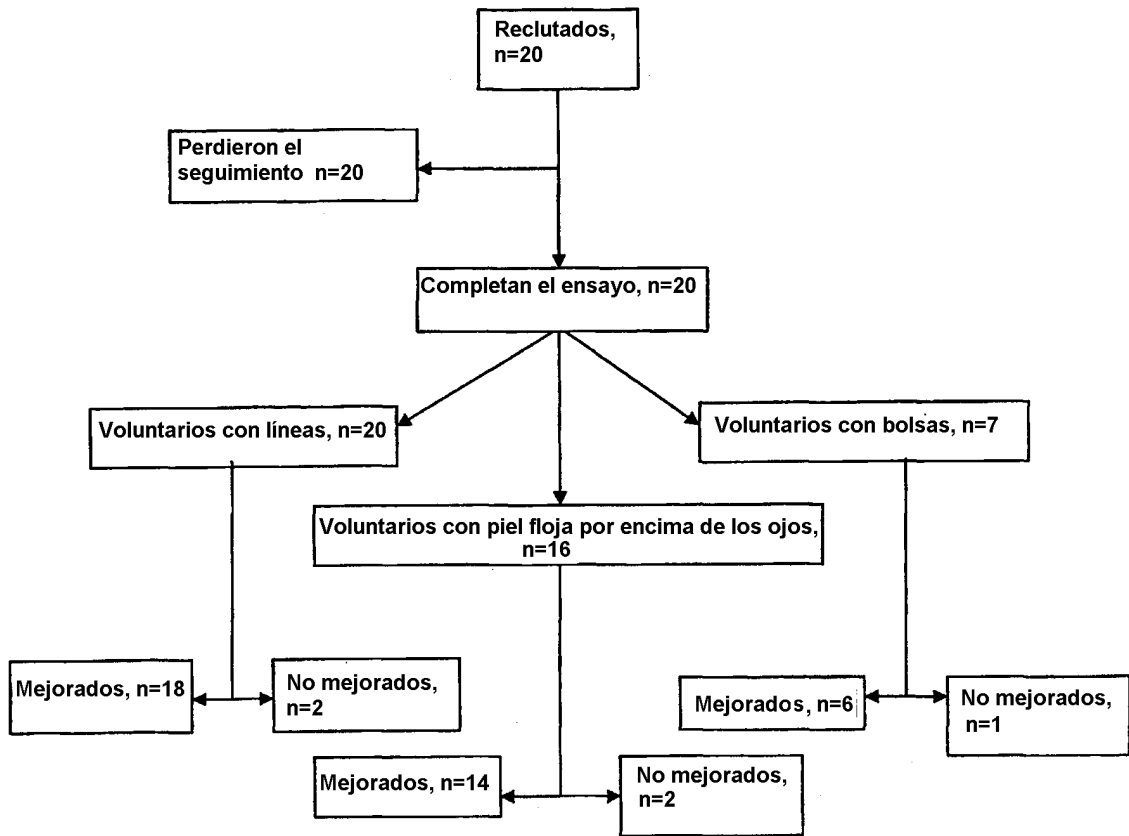 Reclutados,
n=20
Perdieron el
seguimiento n=20
Completan el ensayo, n=20
Voluntarios con líneas, n=20
Voluntarios con bolsas, n=7
Voluntarios con piel floja por encima de los ojos,
n=16
Mejorados, n=18
No mejorados,
n=2
Mejorados, n=6
No mejorados,
n=1
Mejorados, n=14
No mejorados,
n=2